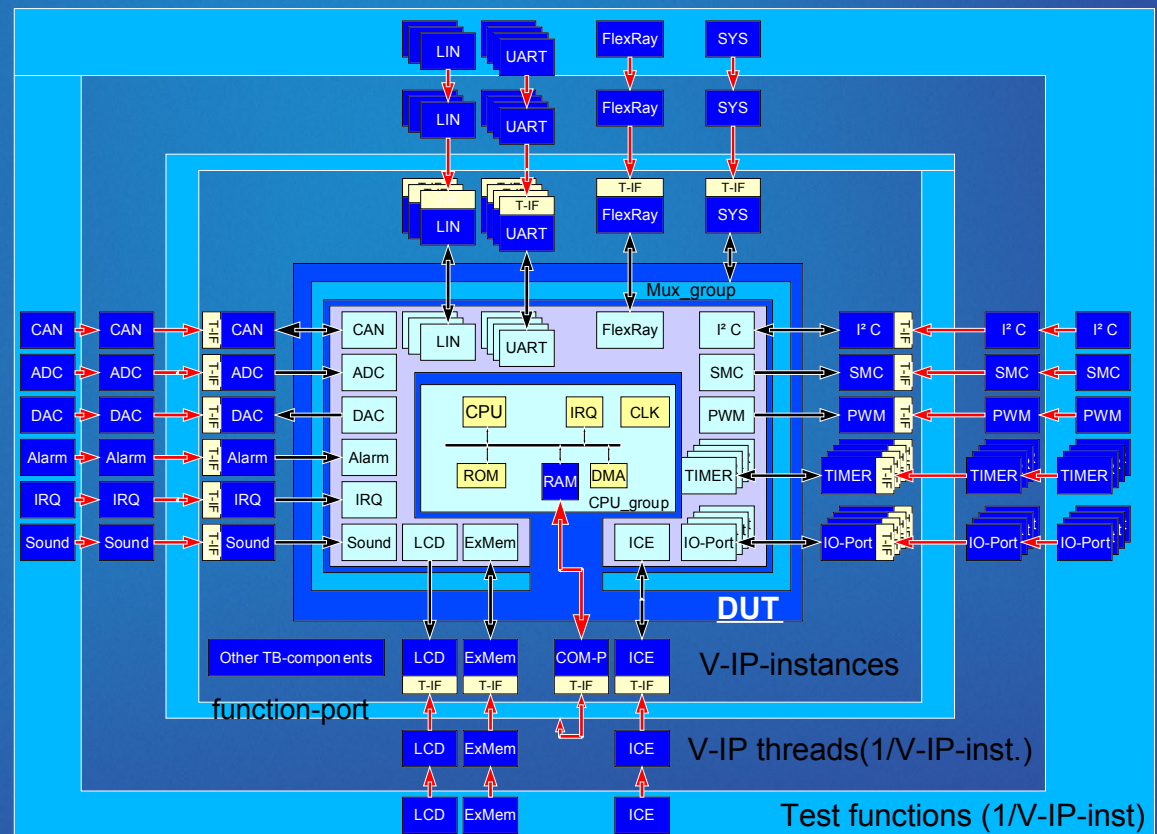 LIN UART FlexRay SYS
LIN UART FlexRay SYS
T-IF T-IF T-IF T-IF
LIN UART FlexRay SYS
Mux_group
CAN CAN T-IF CAN CAN LIN UART FlexRay I² C I² C T-IF I² C I² C
ADC ADC T-IF ADC ADC SMC SMC T-IF SMC SMC
DAC DAC T-IF DAC DAC CPU IRQ CLK PWM PWM T-IF PWM PWM
Alarm Alarm T-IF Alarm Alarm ROM RAM DMA TIMER TIMER T-IF TIMER TIMER
CPU_group
IRQ IRQ T-IF IRQ IRQ
Sound Sound T-IF Sound Sound LCD ExMem ICE IO-Port IO-Port T-IF IO-Port IO-Port
DUT
Other TB-components LCD ExMem COM-P ICE V-IP-instances
T-IF T-IF T-IF T-IF
function-port
LCD ExMem ICE V-IP threads(1/V-IP-inst.)
LCD ExMem ICE Test functions (1/V-IP-inst)